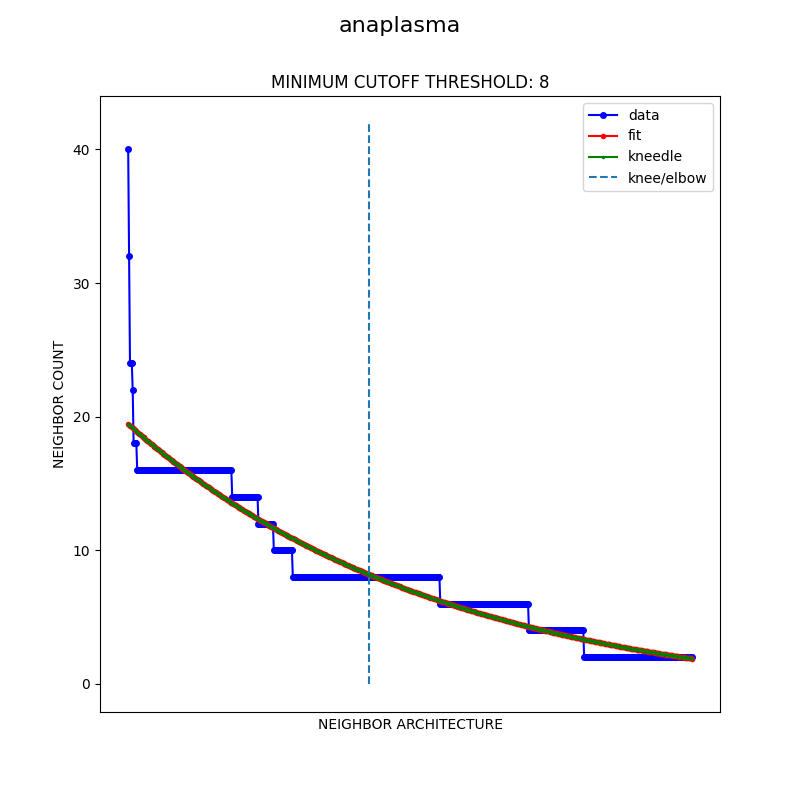 anaplasma
MINIMUM CUTOFF THRESHOLD: 8
data
fit
kneedle
knee/elbow
40
30
20
10
0
NEIGHBOR COUNT
NEIGHBOR ARCHITECTURE